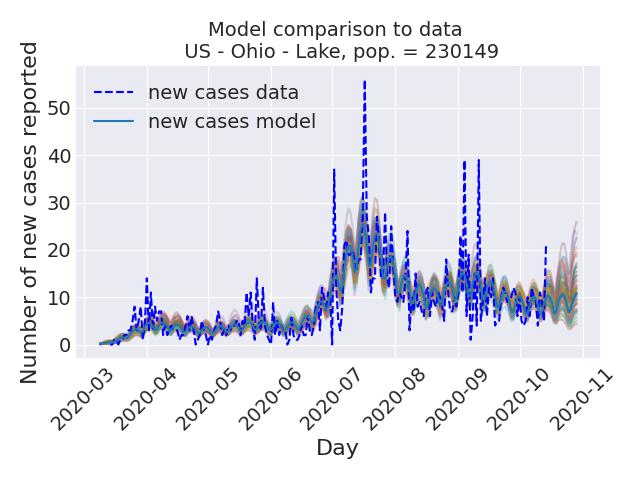 Model comparison to data
US - Ohio - Lake, pop. = 230149
Number of new cases reported
50
40
30
20
10
0
new cases data
new cases model
2020-03
2020-04
2020-05
2020-06
2020-07
2020-08
2020-09
2020-10
2020-11
Day